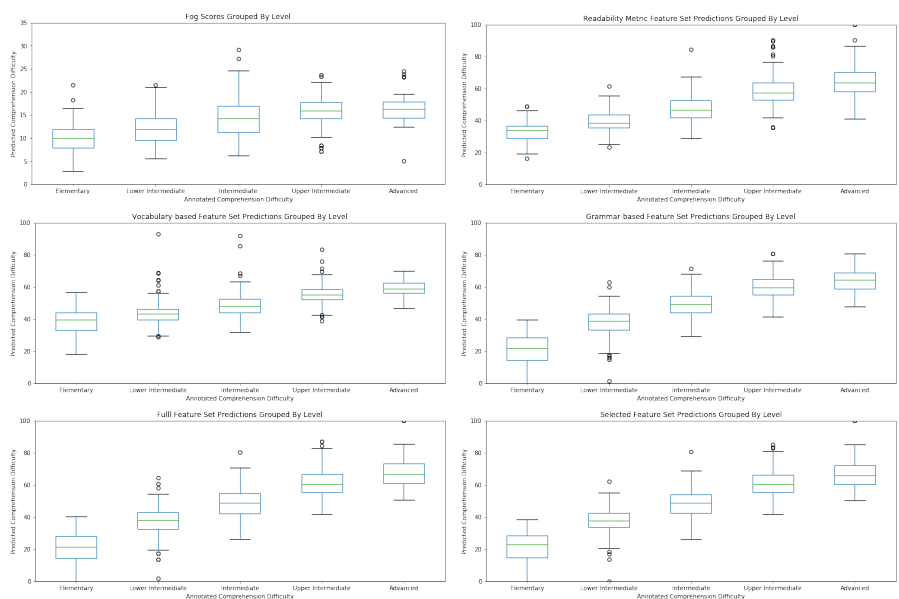 Fog Scores Grouped By Level
35
30
25
20
15
10
5
0
Predicted Comprehension Difficulty
Elementary Lower Intermediate Intermediate Upper Intermediate Advanced
Annotated Comprehension Difficulty
Readability Metric Feature Set Predictions Grouped By Level
100
80
60
40
20
0
Predicted Comprehension Difficulty
Elementary Lower Intermediate Intermediate Upper Intermediate Advanced
Annotated Comprehension Difficulty
Vocabulary-based Feature Set Predictions Grouped By Level
100
80
60
40
20
0
Predicted Comprehension Difficulty
Elementary Lower Intermediate Intermediate Upper Intermediate Advanced
Annotated Comprehension Difficulty
Grammar-based Feature Set Predictions Grouped By Level
100
80
60
40
20
0
Predicted Comprehension Difficulty
Elementary Lower Intermediate Intermediate Upper Intermediate Advanced
Annotated Comprehension Difficulty
Fulll Feature Set Predictions Grouped By Level
100
80
60
40
20
0
Predicted Comprehension Difficulty
Elementary Lower Intermediate Intermediate Upper Intermediate Advanced
Annotated Comprehension Difficulty
Selected Feature Set Predictions Grouped By Level
100
80
60
40
20
0
Predicted Comprehension Difficulty
Elementary Lower Intermediate Intermediate Upper Intermediate Advanced
Annotated Comprehension Difficulty